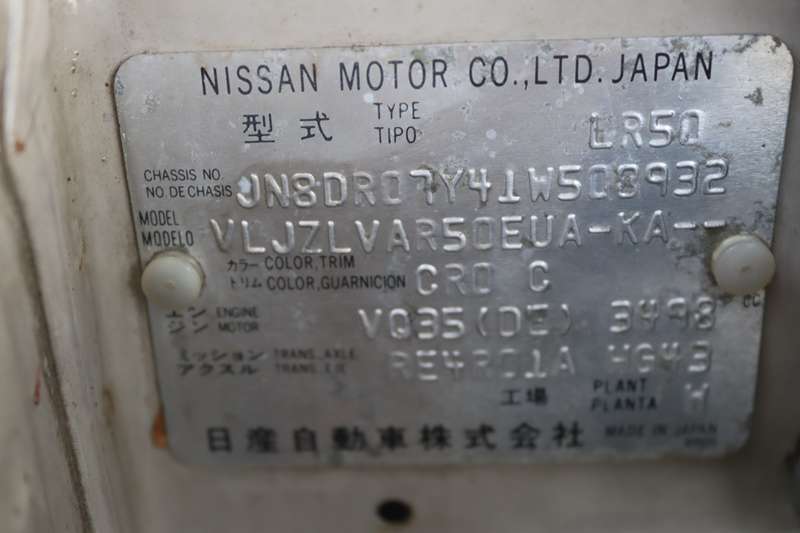 NISSAN MOTOR CO.,LTD. JAPAN
型式 TYPE TIPO LR50
CHASSIS NO. NO. DE CHASIS JN8DR07Y41W503932
MODEL MODELO VLJZLVAR50EUA-KA--
カラー COLOR,TRIM
トリム COLOR,GUARNICION CR0 C
エンジン ENGINE MOTOR VQ35(DE) 3498 CC
ミッション TRANS. AXLE
アクスル TRANS. EJE RE4R01A HG43
工場 PLANT PLANTA W
日産自動車株式会社 MADE IN JAPAN